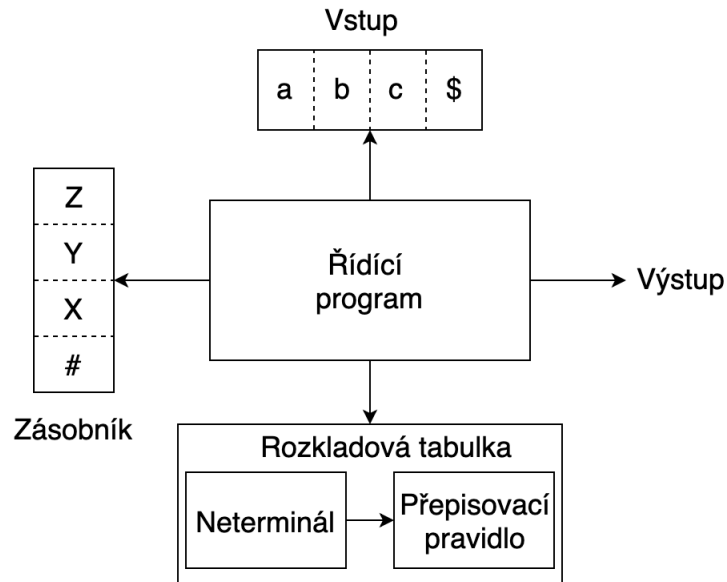 Vstup
a b c $
Z
Y
X
#
Zásobník
Řídící
program
Výstup
Rozkladová tabulka
Neterminál
Přepisovací
pravidlo